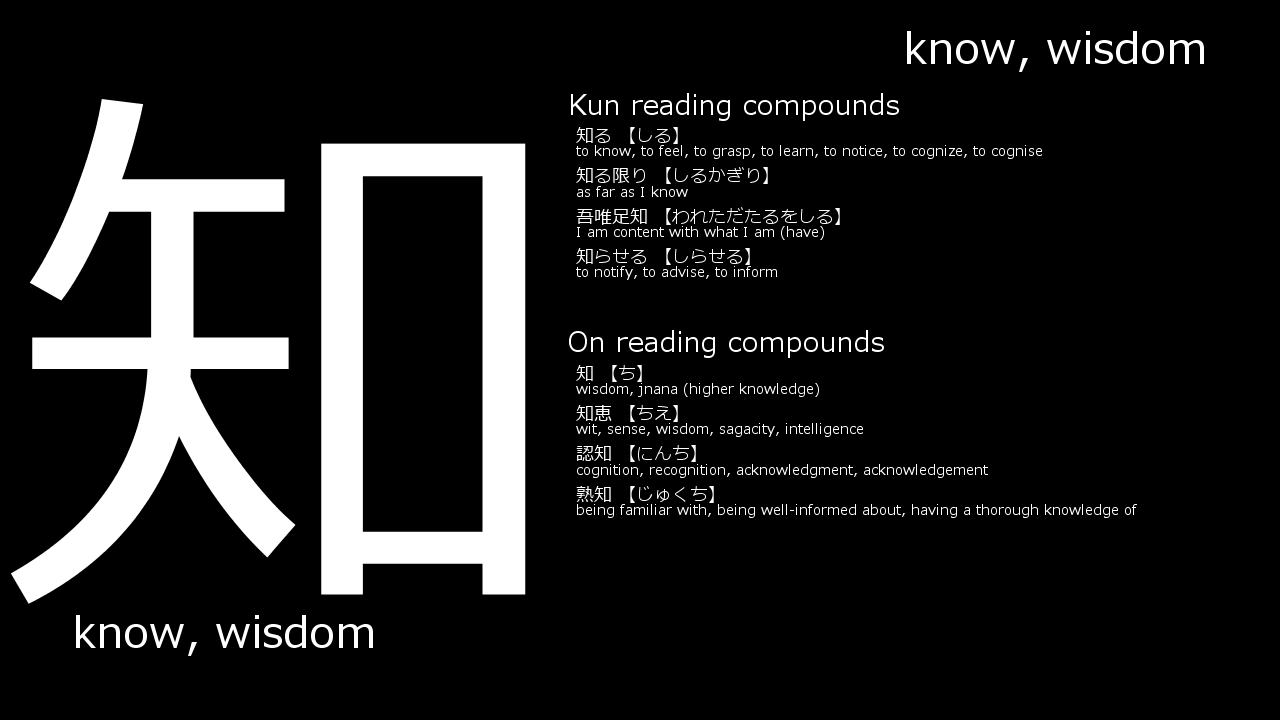 know, wisdom
知
know, wisdom
Kun reading compounds
知る 【しる】
to know, to feel, to grasp, to learn, to notice, to cognize, to cognise
知る限り 【しるかぎり】
as far as I know
吾唯足知 【われただたるをしる】
I am content with what I am (have)
知らせる 【しらせる】
to notify, to advise, to inform
On reading compounds
知 【ち】
wisdom, jnana (higher knowledge)
知恵 【ちえ】
wit, sense, wisdom, sagacity, intelligence
認知 【にんち】
cognition, recognition, acknowledgment, acknowledgement
熟知 【じゅくち】
being familiar with, being well-informed about, having a thorough knowledge of